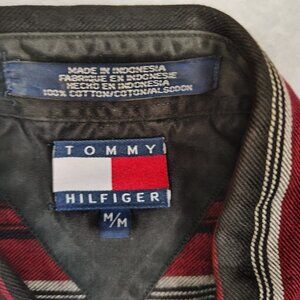 MADE IN INDONESIA
FABRIQUE EN INDONESIE
HECHO EN INDONESIA
100% COTTON/COTON/ALGODON
TOMMY
HILFIGER
M/M